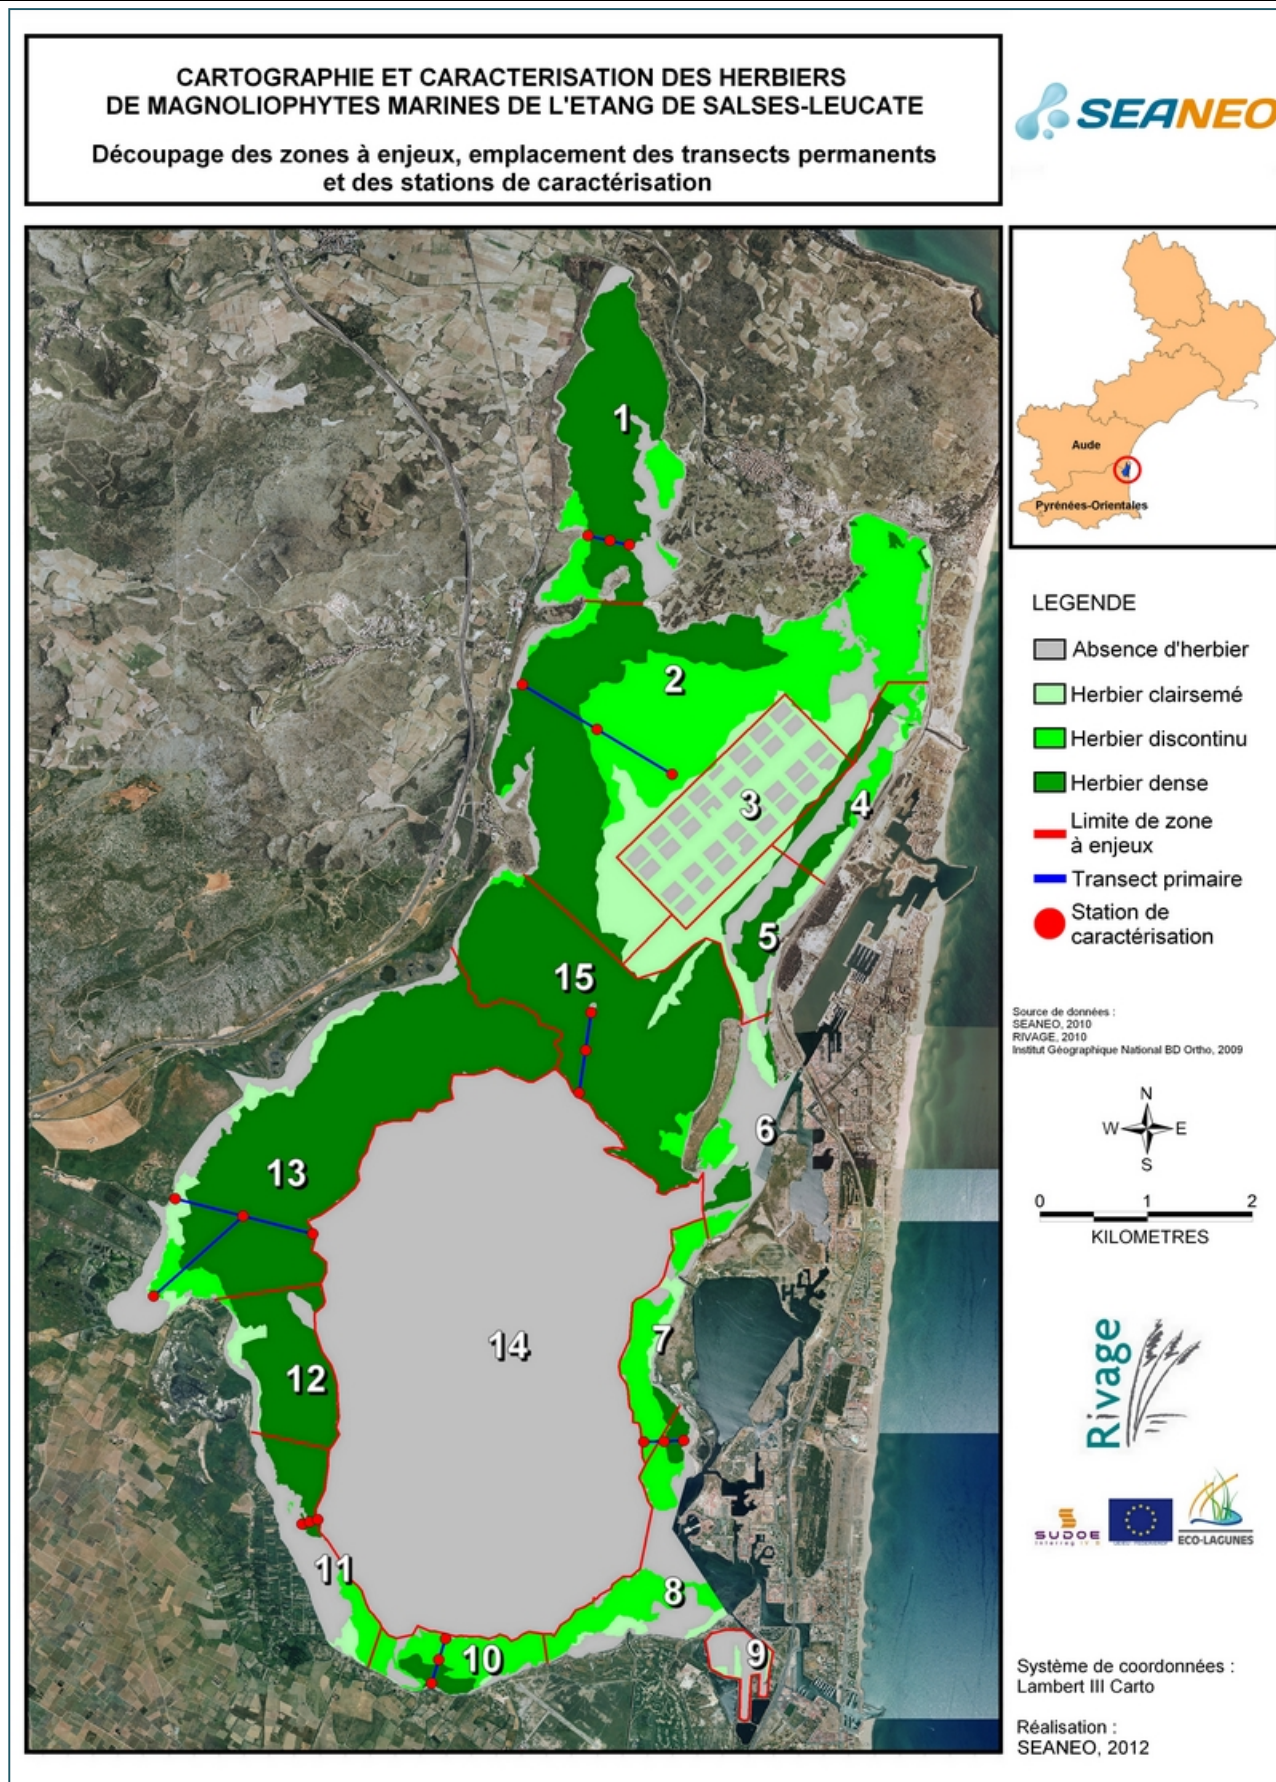 CARTOGRAPHIE ET CARACTERISATION DES HERBIERS
DE MAGNOLIOPHYTES MARINES DE L'ETANG DE SALSES-LEUCATE
Découpage des zones à enjeux, emplacement des transects permanents
et des stations de caractérisation
SEANEO
Aude
Pyrénées-Orientales
1
2
3
4
5
15
6
13
14
7
12
11
8
10
9
LEGENDE
Absence d'herbier
Herbier clairsemé
Herbier discontinu
Herbier dense
Limite de zone
à enjeux
Transect primaire
Station de
caractérisation
Source de données :
SEANEO, 2010
RIVAGE, 2010
Institut Géographique National BD Ortho, 2009
N
W E
S
0 1 2
KILOMETRES
Rivage
SUDOE
ECO-LAGUNES
Système de coordonnées :
Lambert III Carto
Réalisation :
SEANEO, 2012